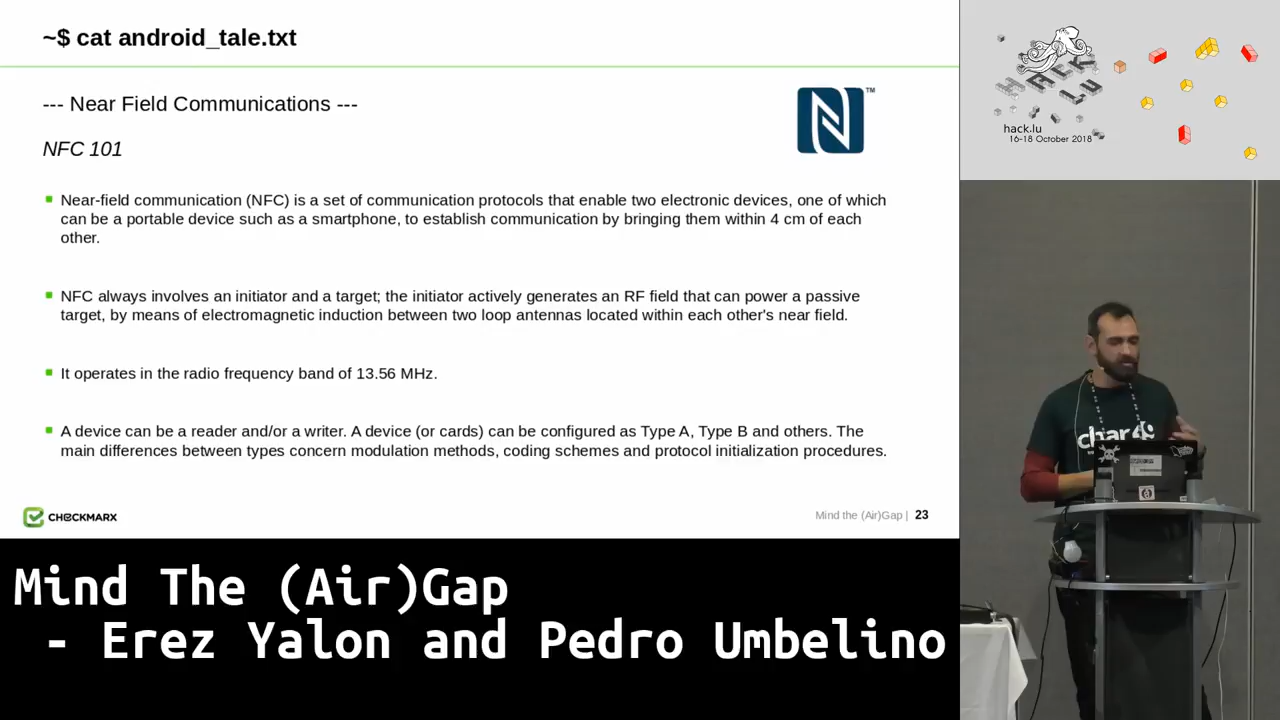 ~$ cat android_tale.txt
--- Near Field Communications ---
NFC 101
Near-field communication (NFC) is a set of communication protocols that enable two electronic devices, one of which
can be a portable device such as a smartphone, to establish communication by bringing them within 4 cm of each
other.
NFC always involves an initiator and a target; the initiator actively generates an RF field that can power a passive
target, by means of electromagnetic induction between two loop antennas located within each other's near field.
It operates in the radio frequency band of 13.56 MHz.
A device can be a reader and/or a writer. A device (or cards) can be configured as Type A, Type B and others. The
main differences between types concern modulation methods, coding schemes and protocol initialization procedures.
CHECKMARX
Mind the (Air)Gap | 23
TM
HACK
LU
hack.lu
16-18 October 2018
char49
Mind The (Air)Gap
- Erez Yalon and Pedro Umbelino